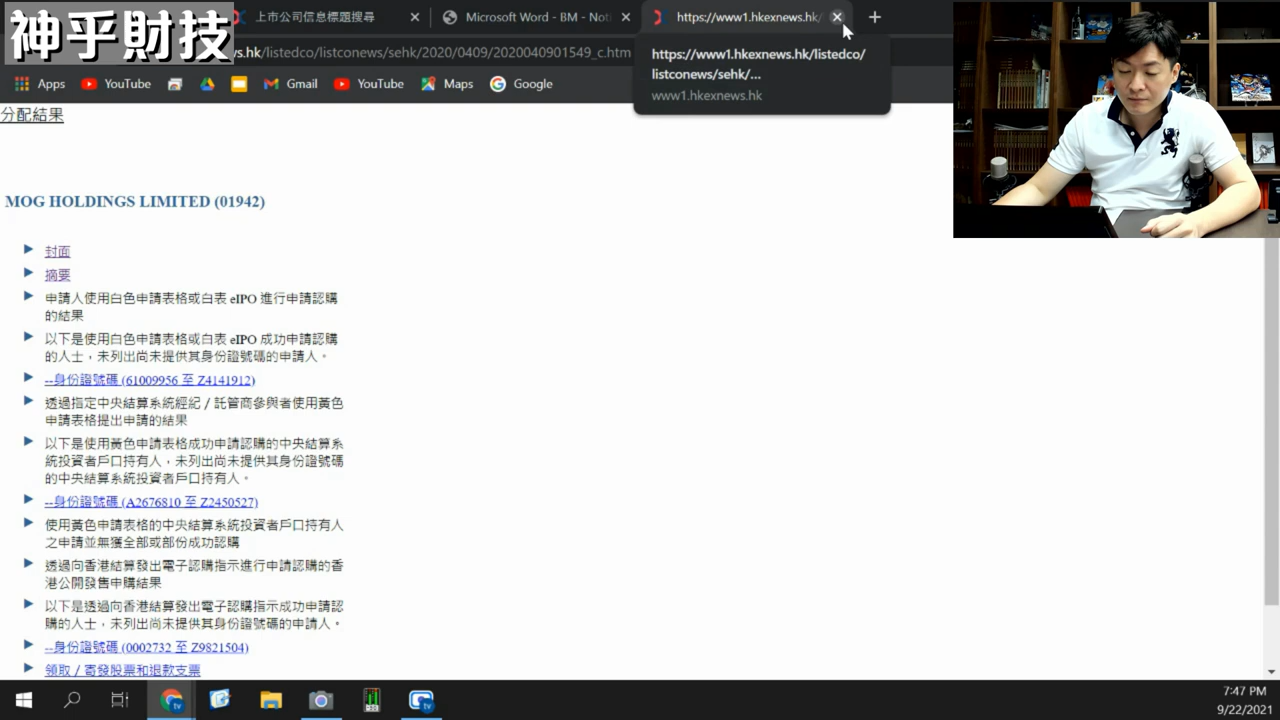 神乎財技
上市公司信息標題搜尋
Microsoft Word - BM - Noti
https://www1.hkexnews.hk/
s.hk/listedco/listconews/sehk/2020/0409/2020040901549_c.htm
https://www1.hkexnews.hk/listedco/
listconews/sehk/...
www1.hkexnews.hk
Apps
YouTube
Gmail
YouTube
Map
Google
分配結果
MOG HOLDINGS LIMITED (01942)
封面
摘要
申請人使用白色申請表格或白表 eIPO 進行申請認購
的結果
以下是使用白色申請表格或白表 eIPO 成功申請認購
的人士，未列出尚未提供其身份證號碼的申請人。
--身份證號碼 (61009956 至 Z4141912)
透過指定中央結算系統經紀 / 託管商參與者使用黃色
申請表格提出申請的結果
以下是使用黃色申請表格成功申請認購的中央結算系
統投資者戶口持有人，未列出尚未提供其身份證號碼
的中央結算系統投資者戶口持有人。
--身份證號碼 (A2676810 至 Z2450527)
使用黃色申請表格的中央結算系統投資者戶口持有人
之申請並無獲全部或部份成功認購
透過向香港結算發出電子認購指示進行申請認購的香
港公開發售申購結果
以下是透過向香港結算發出電子認購指示成功申請認
購的人士，未列出尚未提供其身份證號碼的申請人。
--身份證號碼 (0002732 至 Z9821504)
領取 / 寄發股票和退款支票
7:47 PM
9/22/2021